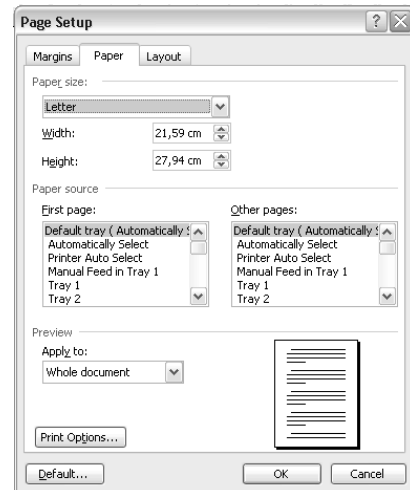 Page Setup
Margins Paper Layout
Paper size:
Letter
Width: 21,59 cm
Height: 27,94 cm
Paper source
First page: Other pages:
Default tray ( Automatically S Default tray ( Automatically S
Automatically Select Automatically Select
Printer Auto Select Printer Auto Select
Manual Feed in Tray 1 Manual Feed in Tray 1
Tray 1 Tray 1
Tray 2 Tray 2
Preview
Apply to:
Whole document
Print Options...
Default... OK Cancel